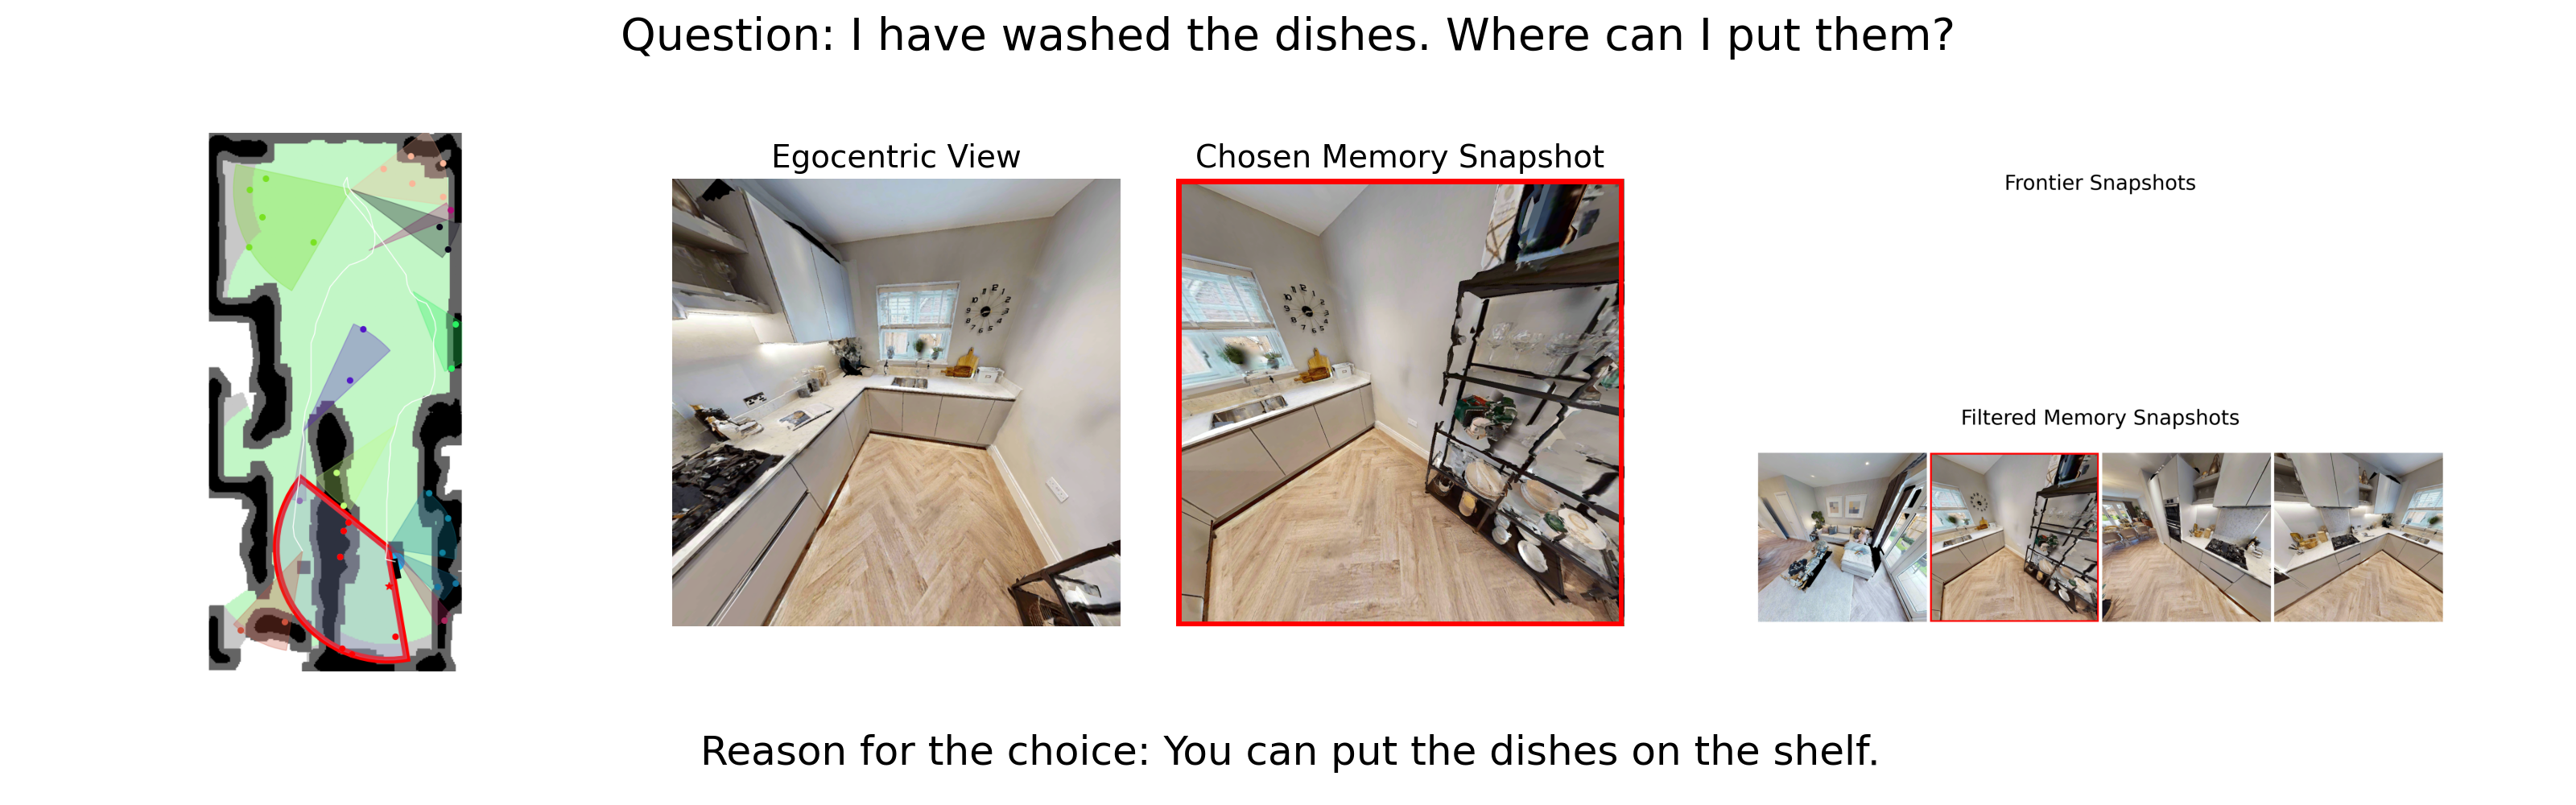 Question: I have washed the dishes. Where can I put them?
Egocentric View
Chosen Memory Snapshot
Frontier Snapshots
Filtered Memory Snapshots
Reason for the choice: You can put the dishes on the shelf.